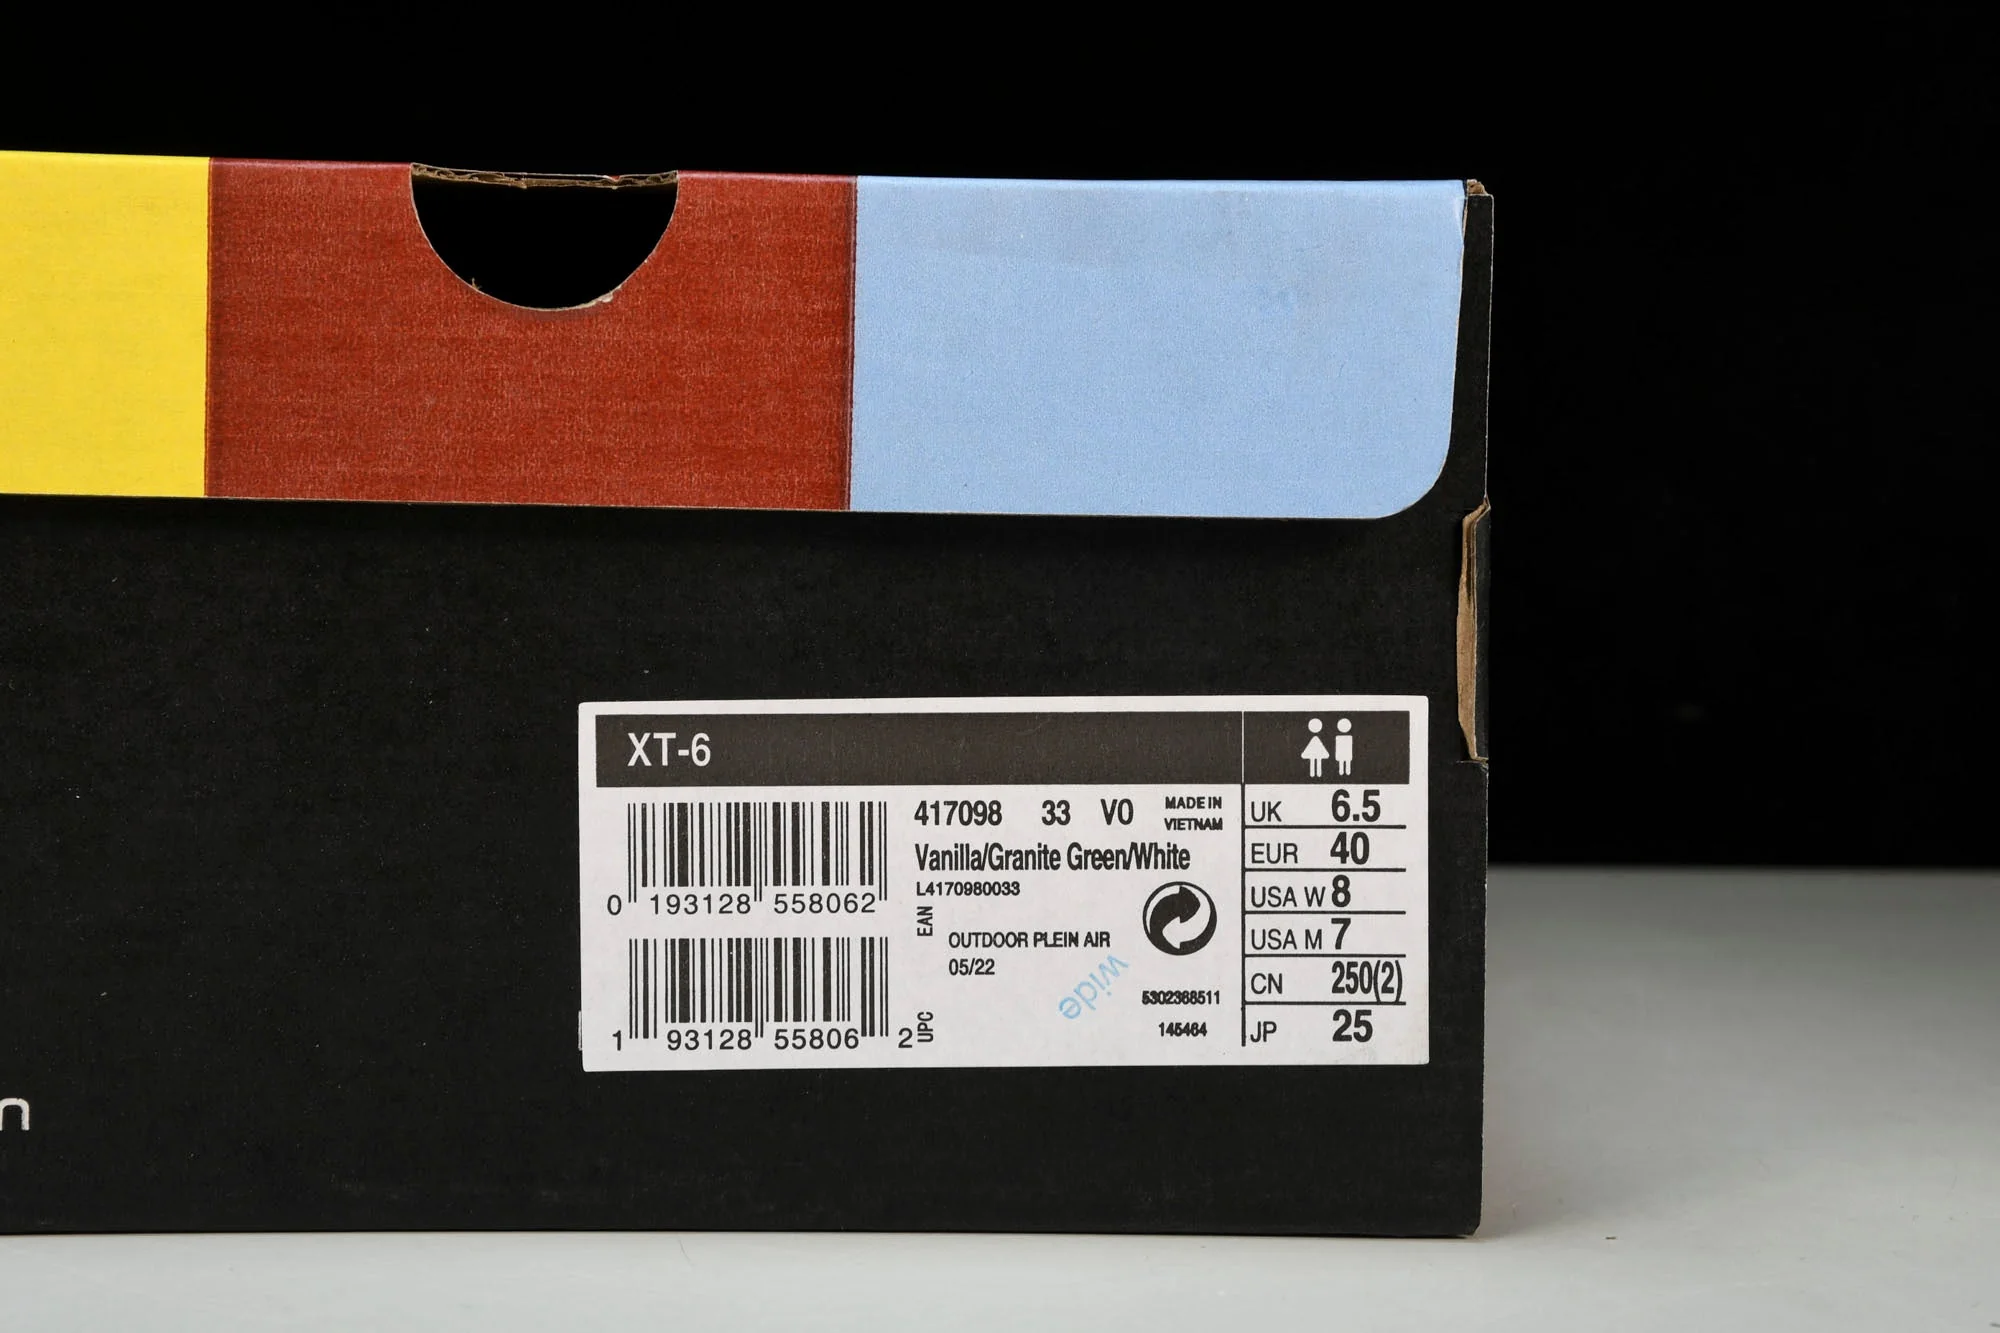 XT-6
417098 33 V0 MADE IN
VIETNAM
Vanilla/Granite Green/White
L4170980033
0 193128 558062
EAN
OUTDOOR PLEIN AIR
05/22
wide
5302368511
145464
1 93128 55806 2
UPC
UK 6.5
EUR 40
USA W 8
USA M 7
CN 250(2)
JP 25
n